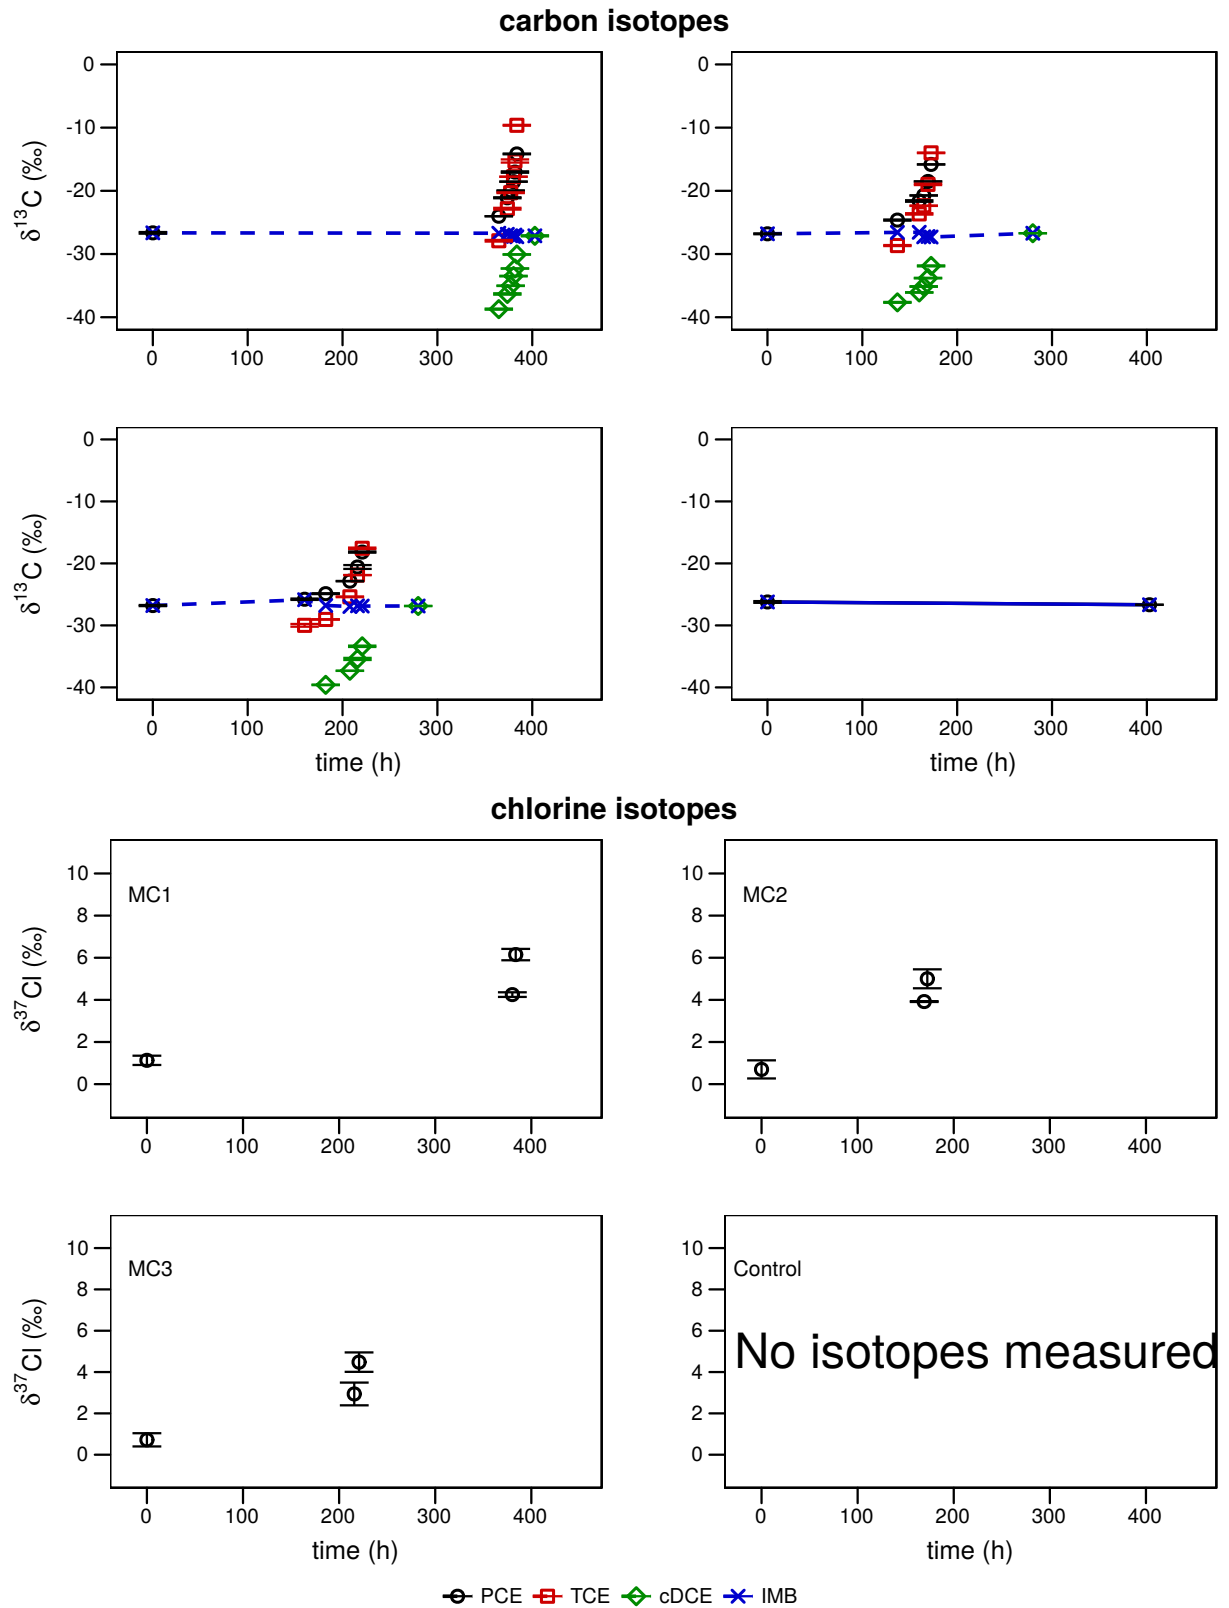 carbon isotopes
δ13C (‰)
0
-10
-20
-30
-40
0 100 200 300 400
0
-10
-20
-30
-40
0 100 200 300 400
δ13C (‰)
0
-10
-20
-30
-40
0 100 200 300 400
time (h)
0
-10
-20
-30
-40
0 100 200 300 400
time (h)
chlorine isotopes
δ37Cl (‰)
10
8
6
4
2
0
MC1
0 100 200 300 400
10
8
6
4
2
0
MC2
0 100 200 300 400
δ37Cl (‰)
10
8
6
4
2
0
MC3
0 100 200 300 400
time (h)
10
8
6
4
2
0
Control
No isotopes measured
0 100 200 300 400
time (h)
PCE TCE cDCE IMB